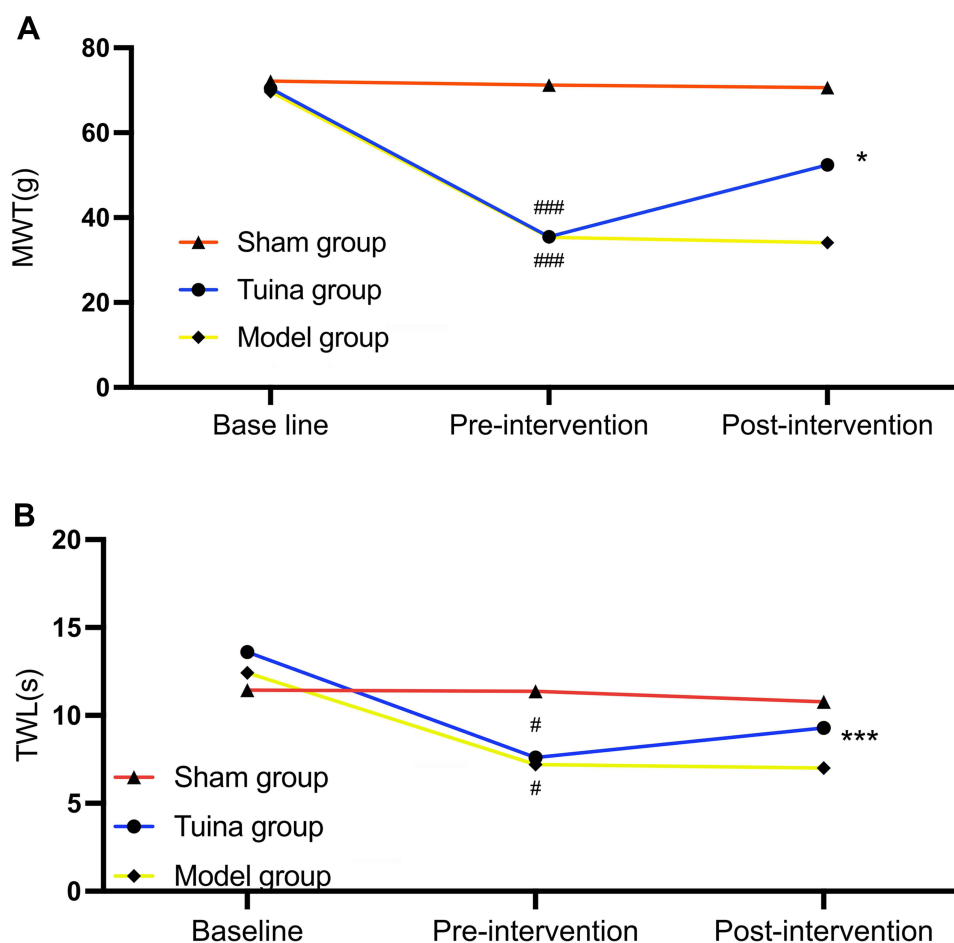 A
80
60
40
20
0
MWT(g)
###
###
*
Sham group
Tuina group
Model group
Base line Pre-intervention Post-intervention
B
20
15
10
5
0
TWL(s)
#
#
***
Sham group
Tuina group
Model group
Baseline Pre-intervention Post-intervention